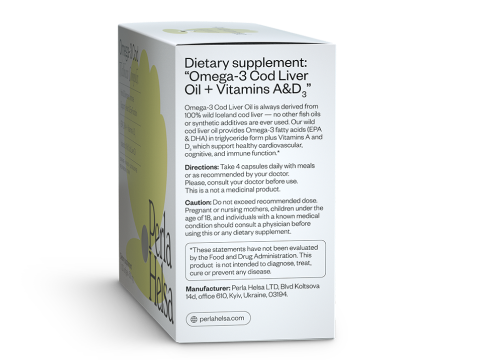 Dietary supplement:
“Omega-3 Cod Liver
Oil + Vitamins A&D₃”
Omega-3 Cod Liver Oil is always derived from
100% wild Iceland cod liver — no other fish oils
or synthetic additives are ever used. Our wild
cod liver oil provides Omega-3 fatty acids (EPA
& DHA) in triglyceride form plus Vitamins A and
D₃ which support healthy cardiovascular,
cognitive, and immune function.*
Directions: Take 4 capsules daily with meals
or as recommended by your doctor.
Please, consult your doctor before use.
This is a not a medicinal product.
Caution: Do not exceed recommended dose.
Pregnant or nursing mothers, children under the
age of 18, and individuals with a known medical
condition should consult a physician before
using this or any dietary supplement.
*These statements have not been evaluated
by the Food and Drug Administration. This
product is not intended to diagnose, treat,
cure or prevent any disease.
Manufacturer: Perla Helsa LTD, Blvd Koltsova
14d, office 610, Kyiv, Ukraine, 03194.
perlahelsa.com
Omega-3 Cod
Perla
Helsa